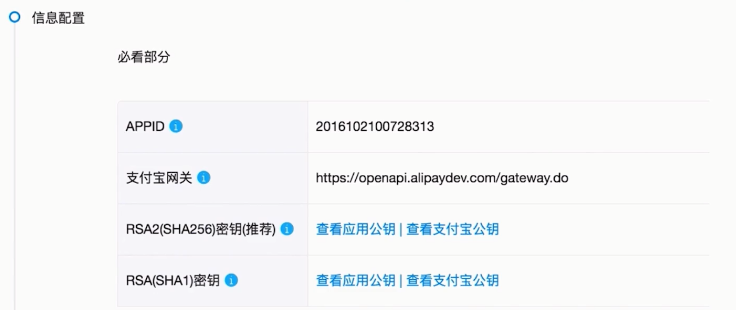 信息配置
必看部分
APPID
2016102100728313
支付宝网关
https://openapi.alipaydev.com/gateway.do
RSA2(SHA256)密钥(推荐)
查看应用公钥 | 查看支付宝公钥
RSA(SHA1)密钥
查看应用公钥 | 查看支付宝公钥